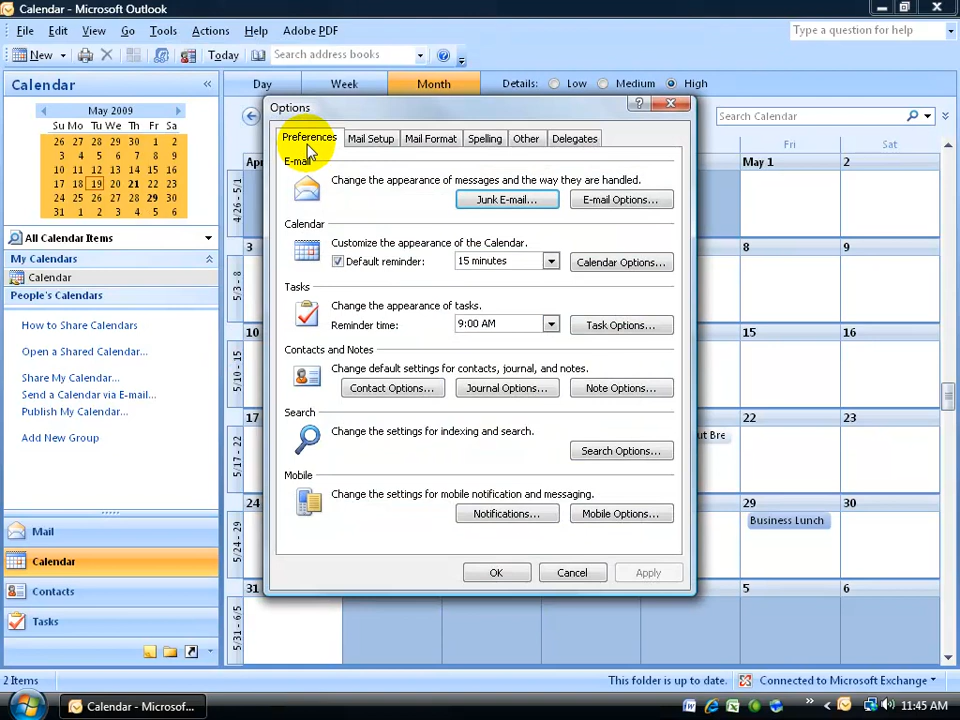 Calendar - Microsoft Outlook
File Edit View Go Tools Actions Help Adobe PDF
Type a question for help
New Today Search address books
Calendar «
Day Week Month Details: Low Medium High
May 2009
Su Mo Tu We Th Fr Sa
26 27 28 29 30 1 2
3 4 5 6 7 8 9
10 11 12 13 14 15 16
17 18 19 20 21 22 23
24 25 26 27 28 29 30
31 1 2 3 4 5 6
All Calendar Items
My Calendars
Calendar
People's Calendars
How to Share Calendars
Open a Shared Calendar...
Share My Calendar...
Send a Calendar via E-mail...
Publish My Calendar...
Add New Group
Mail
Calendar
Contacts
Tasks
Search Calendar
Fri Sat
4/26 - 5/1
May 1 2
5/3 - 8
3 8 9
5/10 - 15
10 15 16
5/17 - 22
17 22 23
ut Bre
5/24 - 29
24 29 30
Business Lunch
5/31 - 6/5
31 5 6
Options
Preferences Mail Setup Mail Format Spelling Other Delegates
E-mail
Change the appearance of messages and the way they are handled.
Junk E-mail... E-mail Options...
Calendar
Customize the appearance of the Calendar.
Default reminder: 15 minutes Calendar Options...
Tasks
Change the appearance of tasks.
Reminder time: 9:00 AM Task Options...
Contacts and Notes
Change default settings for contacts, journal, and notes.
Contact Options... Journal Options... Note Options...
Search
Change the settings for indexing and search.
Search Options...
Mobile
Change the settings for mobile notification and messaging.
Notifications... Mobile Options...
OK Cancel Apply
2 Items This folder is up to date. Connected to Microsoft Exchange
Calendar - Microsof... 11:45 AM